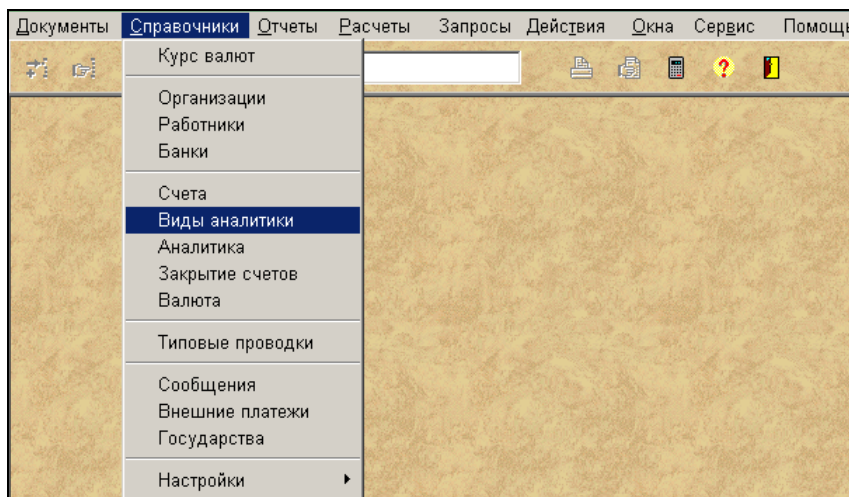 Документы Справочники Отчеты Расчеты Запросы Действия Окна Сервис Помощь
Курс валют
?
Организации
Работники
Банки
Счета
Виды аналитики
Аналитика
Закрытие счетов
Валюта
Типовые проводки
Сообщения
Внешние платежи
Государства
Настройки